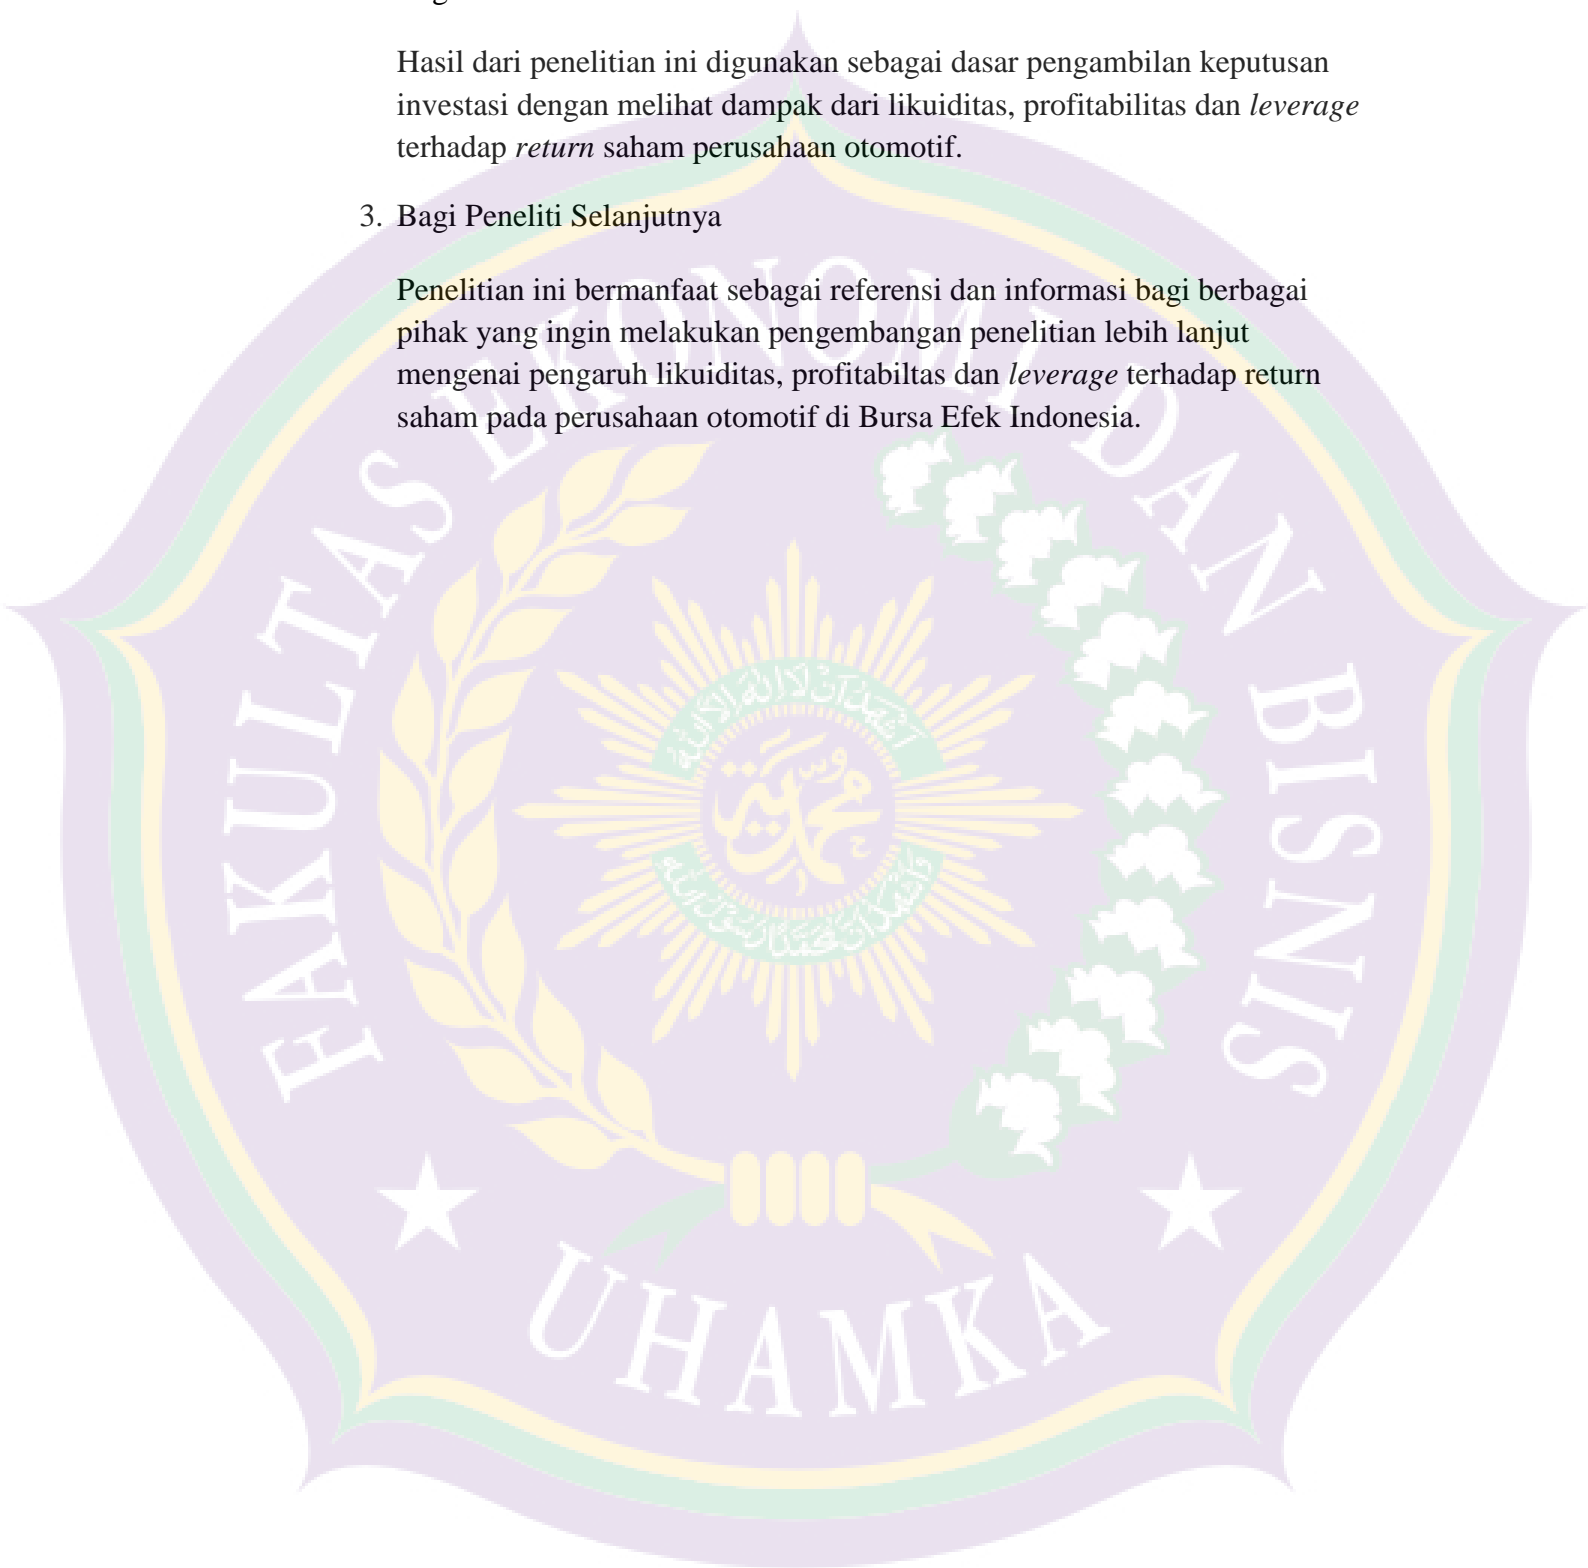 Hasil dari penelitian ini digunakan sebagai dasar pengambilan keputusan
investasi dengan melihat dampak dari likuiditas, profitabilitas dan leverage
terhadap return saham perusahaan otomotif.
3. Bagi Peneliti Selanjutnya
Penelitian ini bermanfaat sebagai referensi dan informasi bagi berbagai
pihak yang ingin melakukan pengembangan penelitian lebih lanjut
mengenai pengaruh likuiditas, profitabiltas dan leverage terhadap return
saham pada perusahaan otomotif di Bursa Efek Indonesia.
FAKULTAS EKONOMI DAN BISNIS
محمدية
UHAMKA